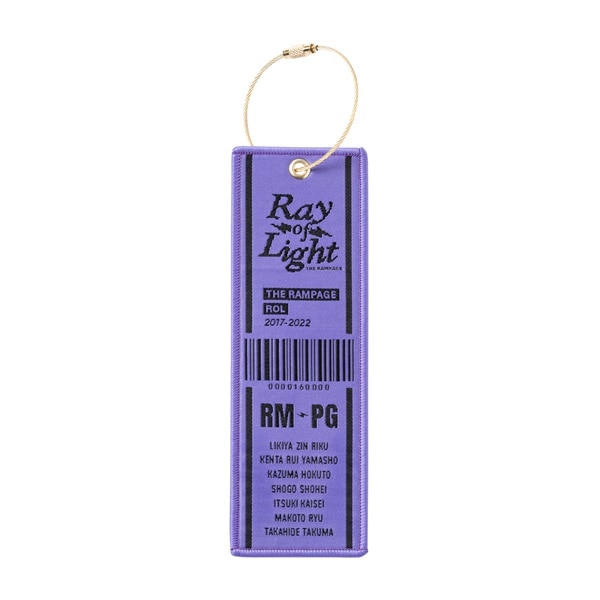 Ray
of
Light
THE RAMPAGE
THE RAMPAGE
ROL
2017-2022
0000160000
RM PG
LIKIYA ZIN RIKU
KENTA RUI YAMASHO
KAZUMA HOKUTO
SHOGO SHOHEI
ITSUKI KAISEI
MAKOTO RYU
TAKAHIDE TAKUMA